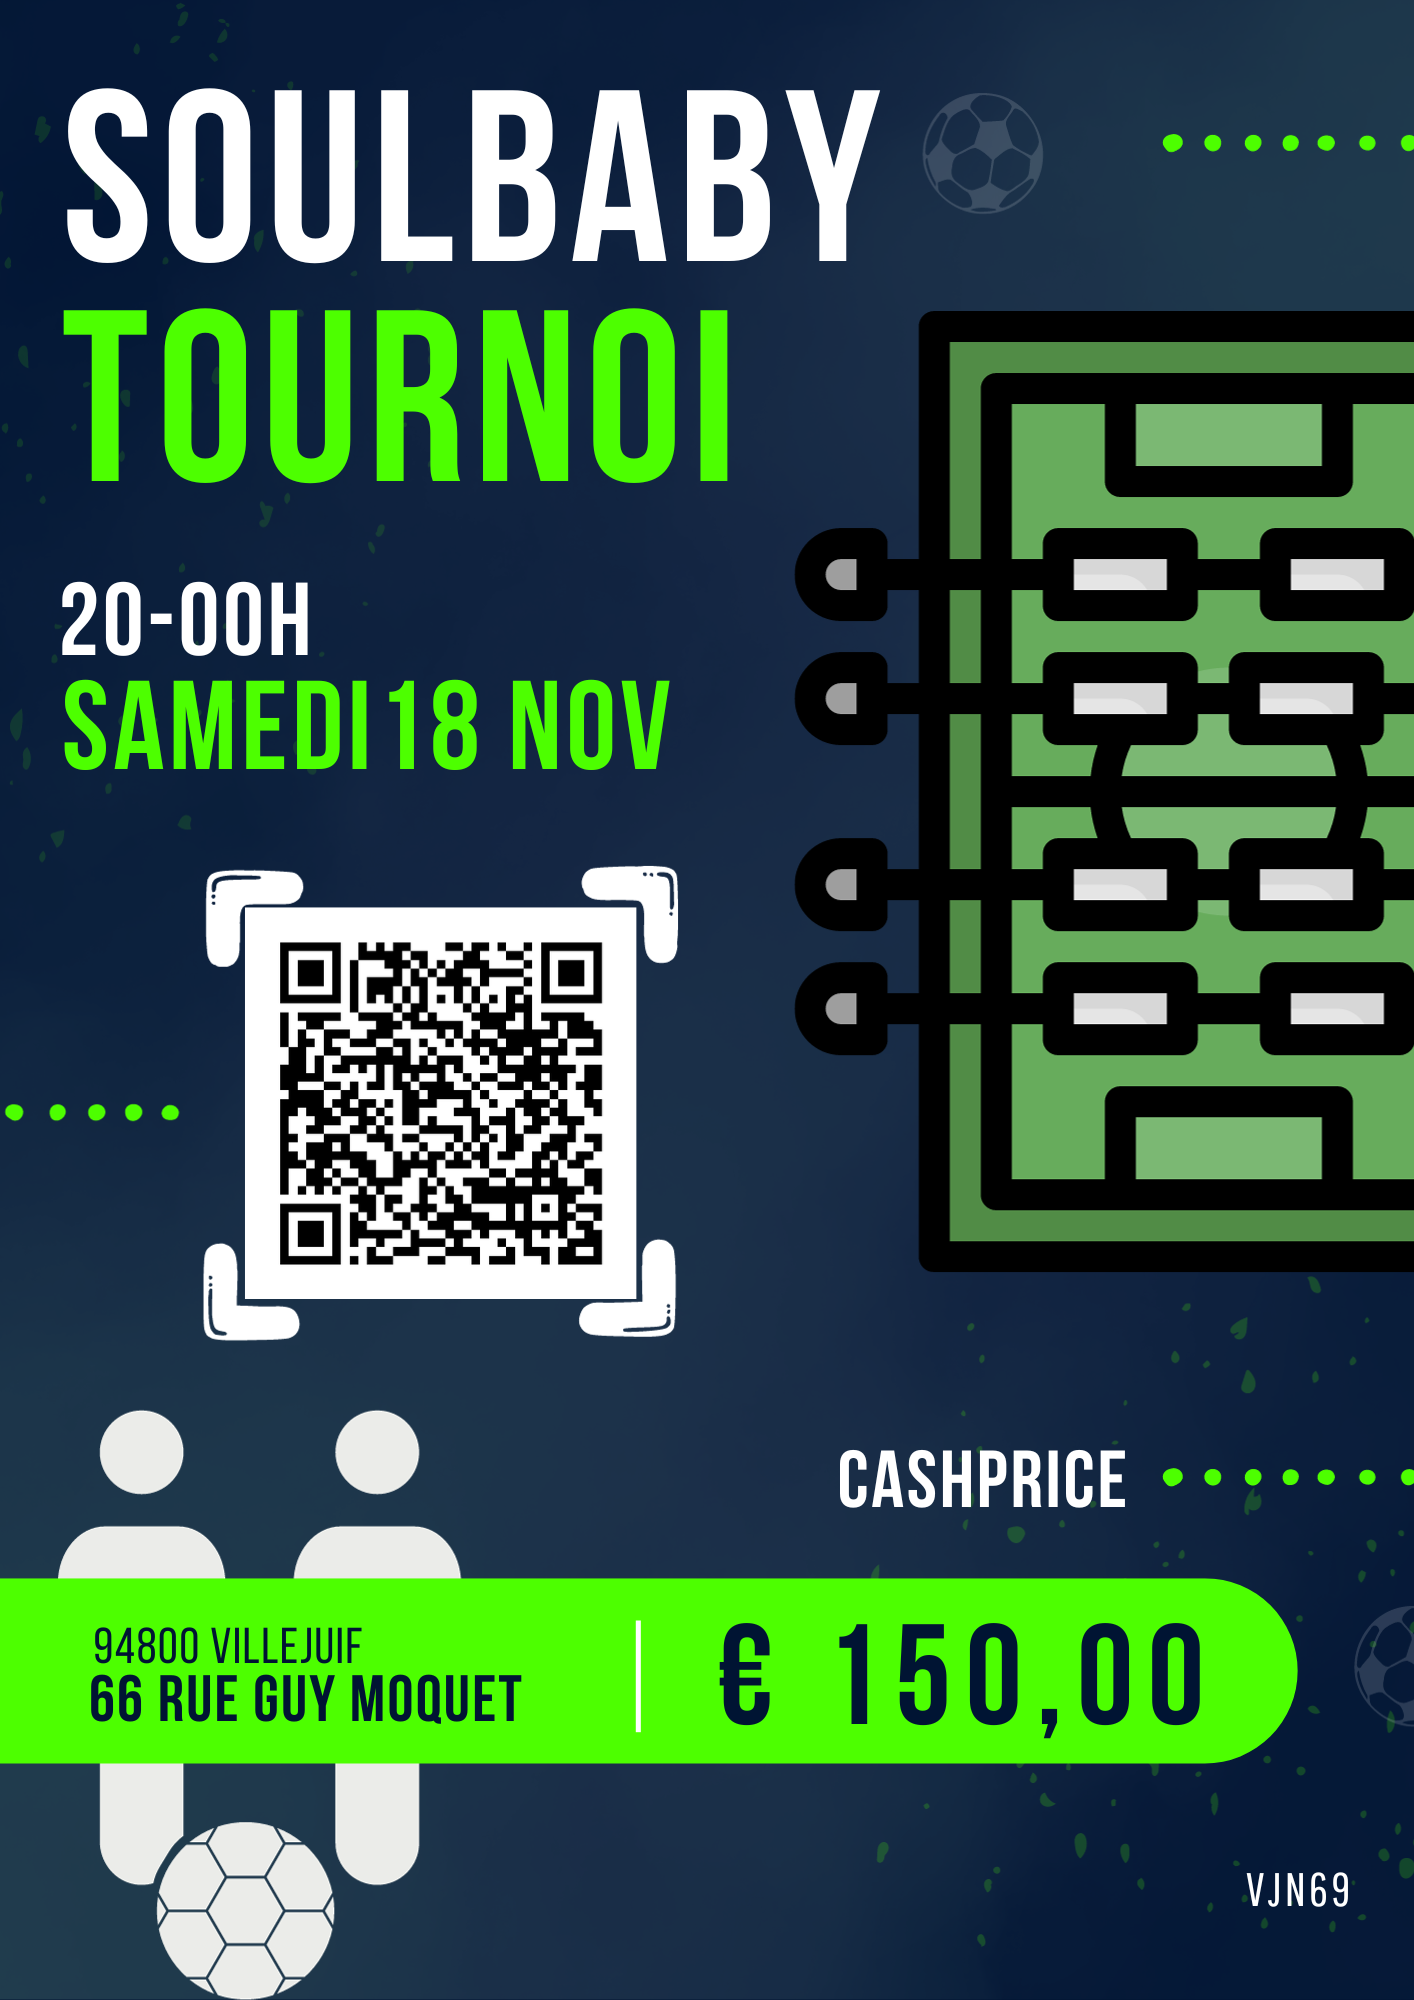 SOULBABY
TOURNOI
20-00H
SAMEDI 18 NOV
CASHPRICE
94800 VILLEJUIF
66 RUE GUY MOQUET
€ 150,00
VJN69